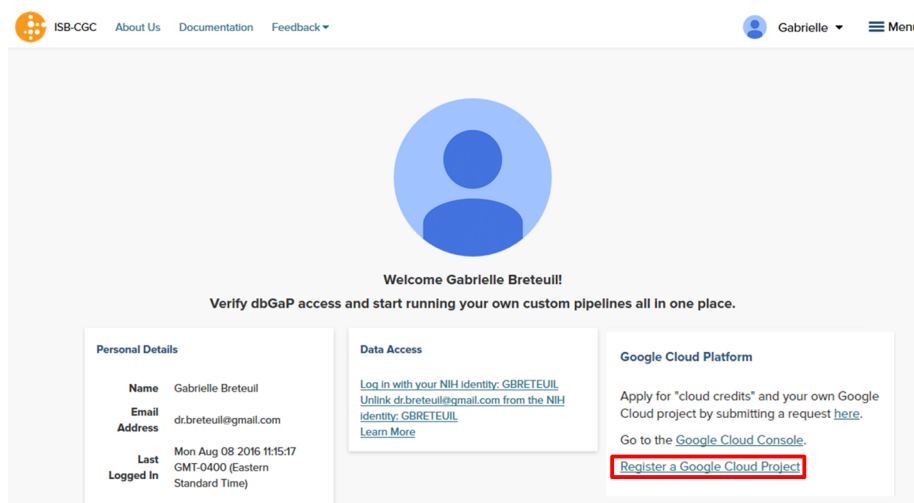 ISB-CGC About Us Documentation Feedback Gabrielle Menu
Welcome Gabrielle Breteuil!
Verify dbGaP access and start running your own custom pipelines all in one place.
Personal Details
Name Gabrielle Breteuil
Email Address dr.breteuil@gmail.com
Last Logged In Mon Aug 08 2016 11:15:17
GMT-0400 (Eastern
Standard Time)
Data Access
Log in with your NIH identity: GBRETEUIL
Unlink dr.breteuil@gmail.com from the NIH
identity: GBRETEUIL
Learn More
Google Cloud Platform
Apply for "cloud credits" and your own Google
Cloud project by submitting a request here.
Go to the Google Cloud Console.
Register a Google Cloud Project